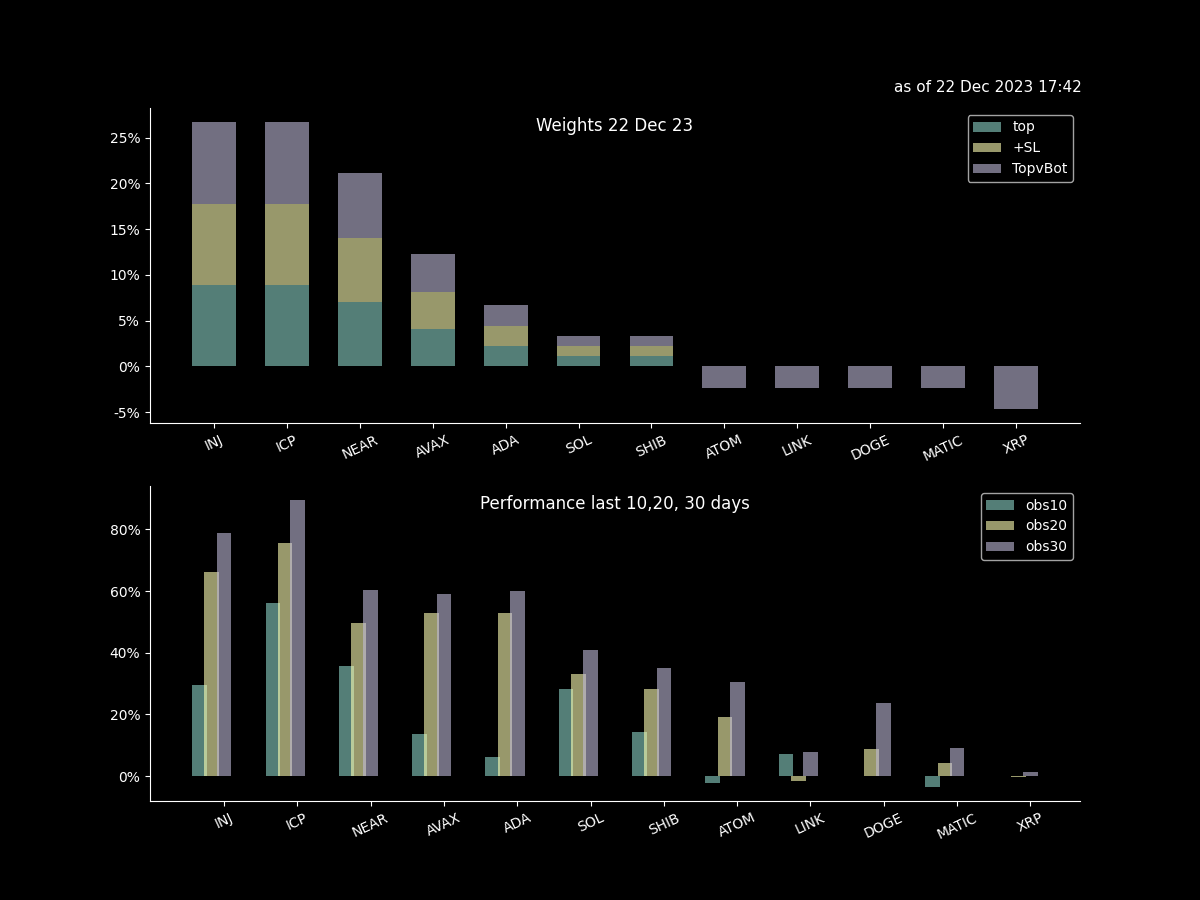 as of 22 Dec 2023 17:42
Weights 22 Dec 23
top
+SL
TopvBot
25%
20%
15%
10%
5%
0%
-5%
INJ ICP NEAR AVAX ADA SOL SHIB ATOM LINK DOGE MATIC XRP
Performance last 10,20, 30 days
obs10
obs20
obs30
80%
60%
40%
20%
0%
INJ ICP NEAR AVAX ADA SOL SHIB ATOM LINK DOGE MATIC XRP